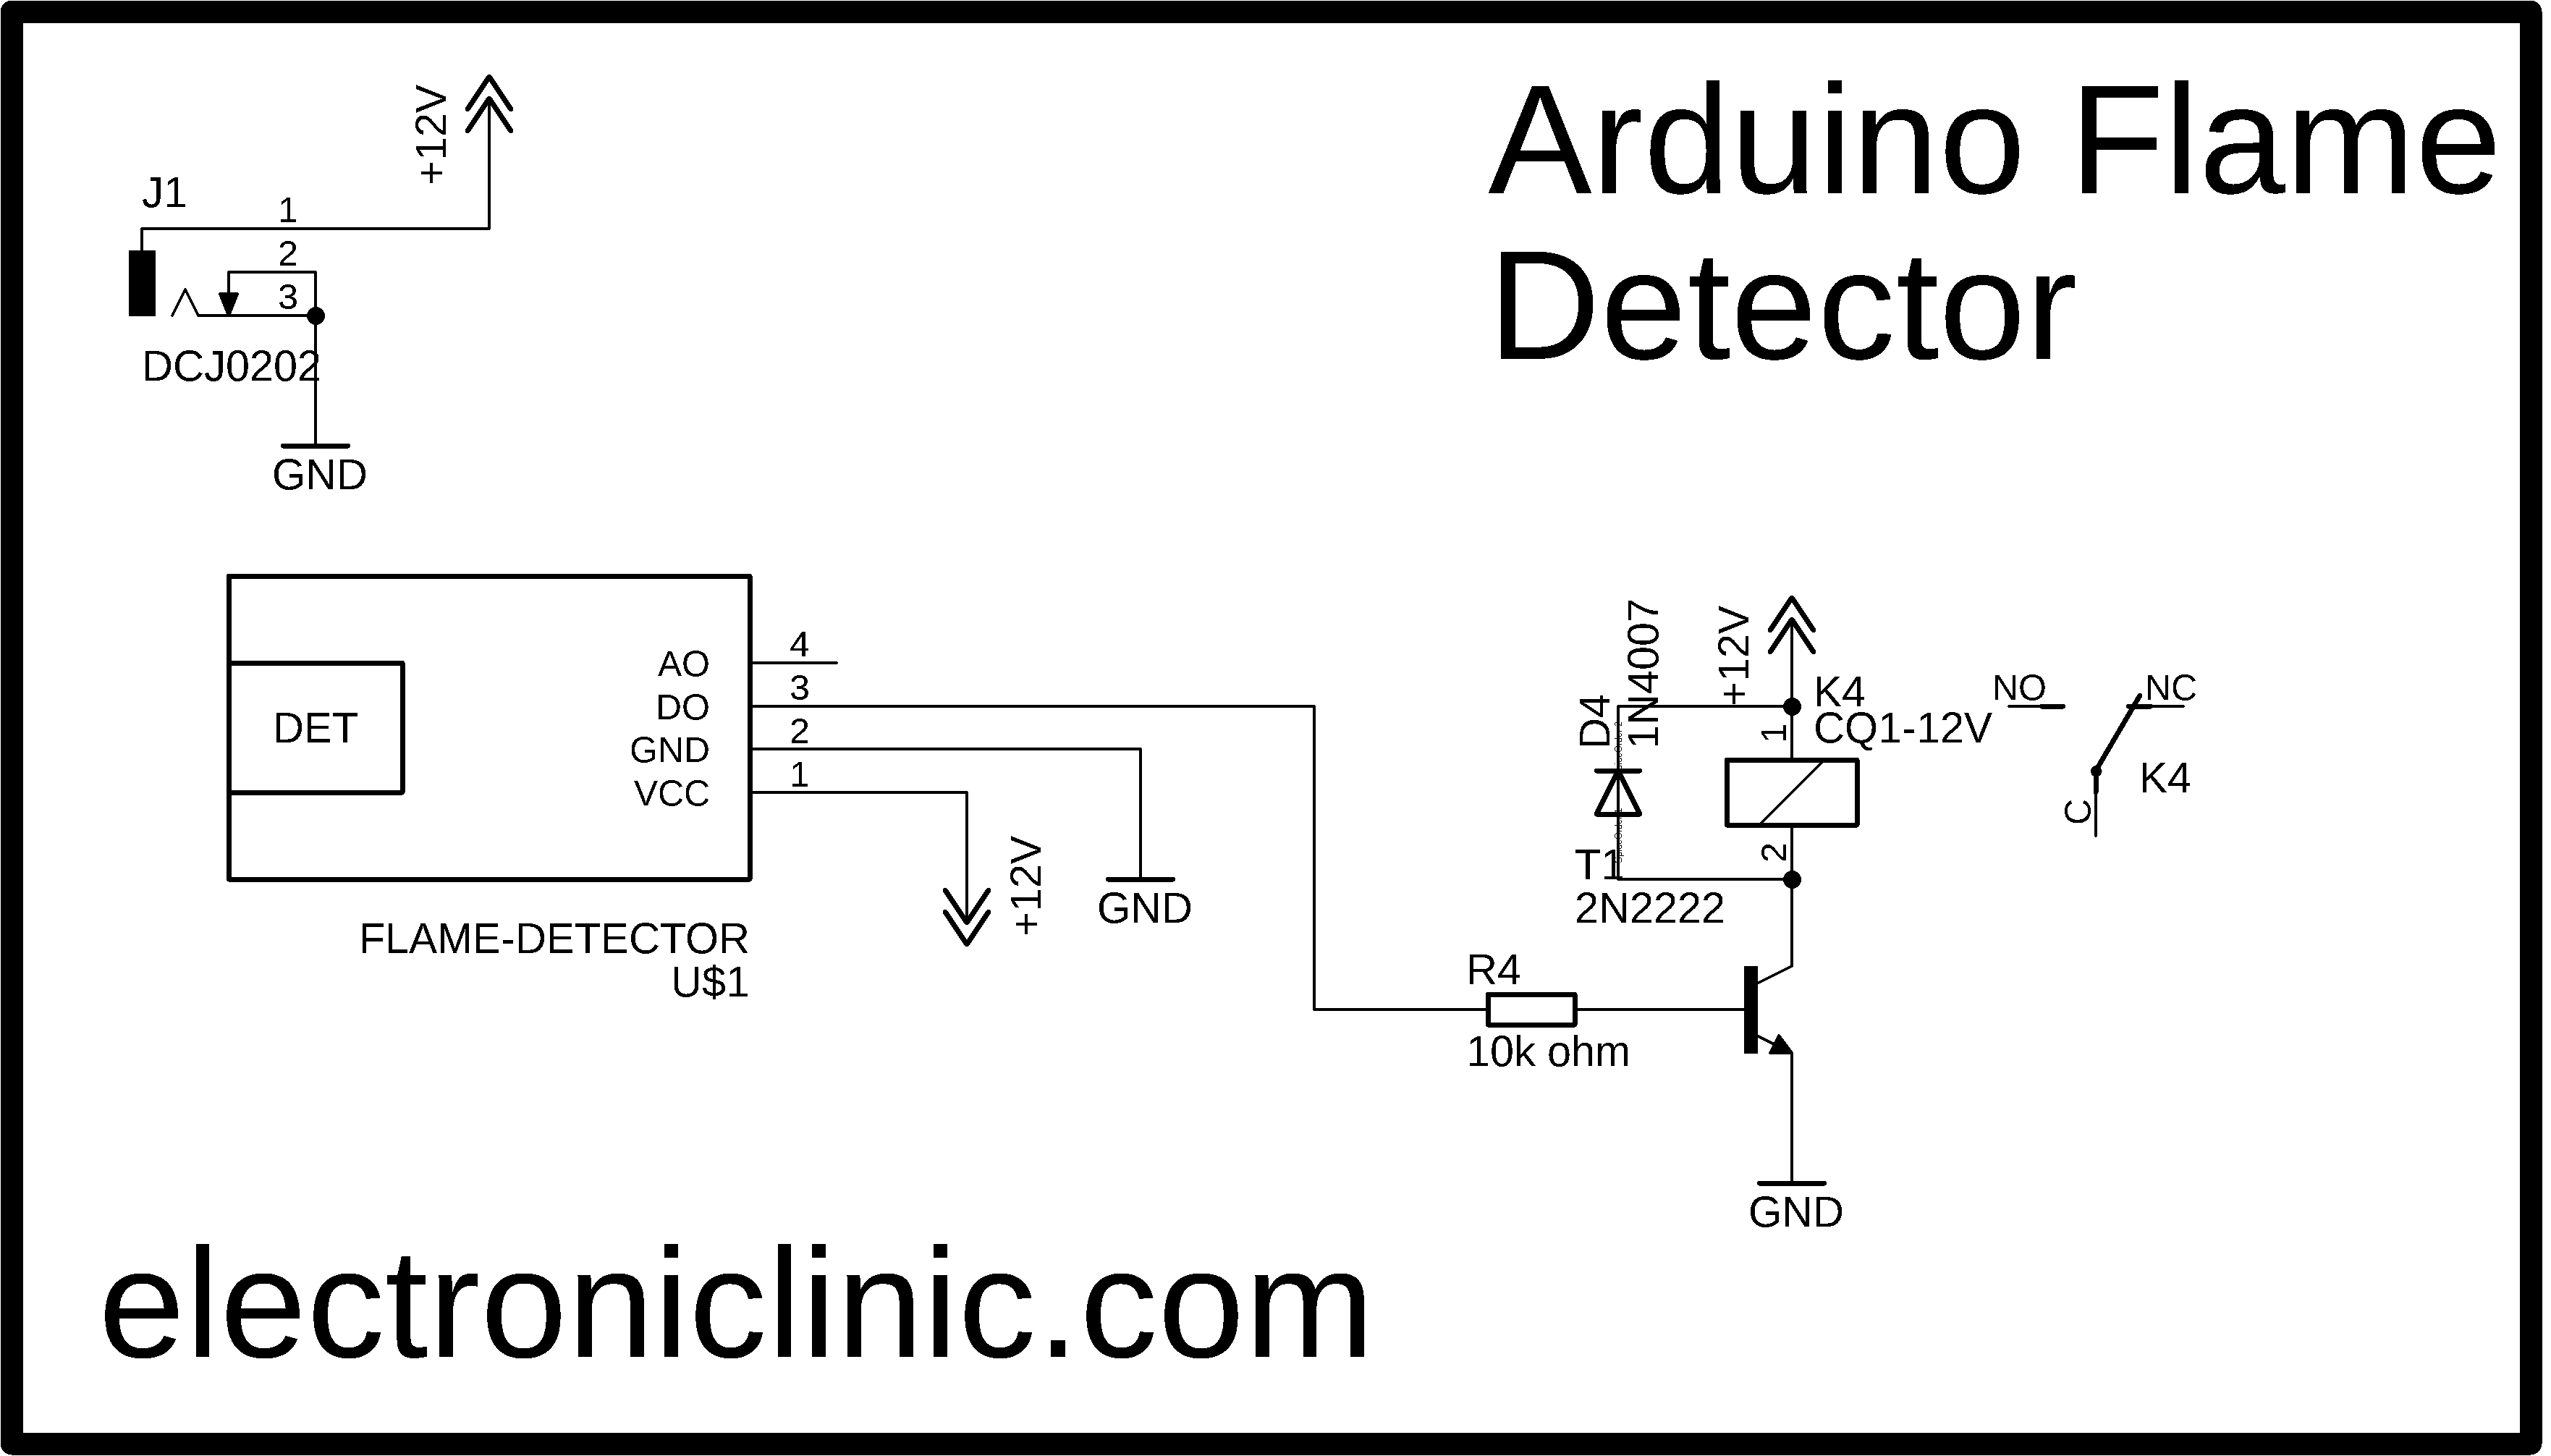 Arduino Flame
Detector
+12V
J1
1
2
3
DCJ0202
GND
DET
AO
DO
GND
VCC
4
3
2
1
+12V
GND
FLAME-DETECTOR
U$1
D4
1N4007
+12V
K4
CQ1-12V
1
2
NO
NC
C
K4
T1
2N2222
R4
10k ohm
GND
electroniclinic.com